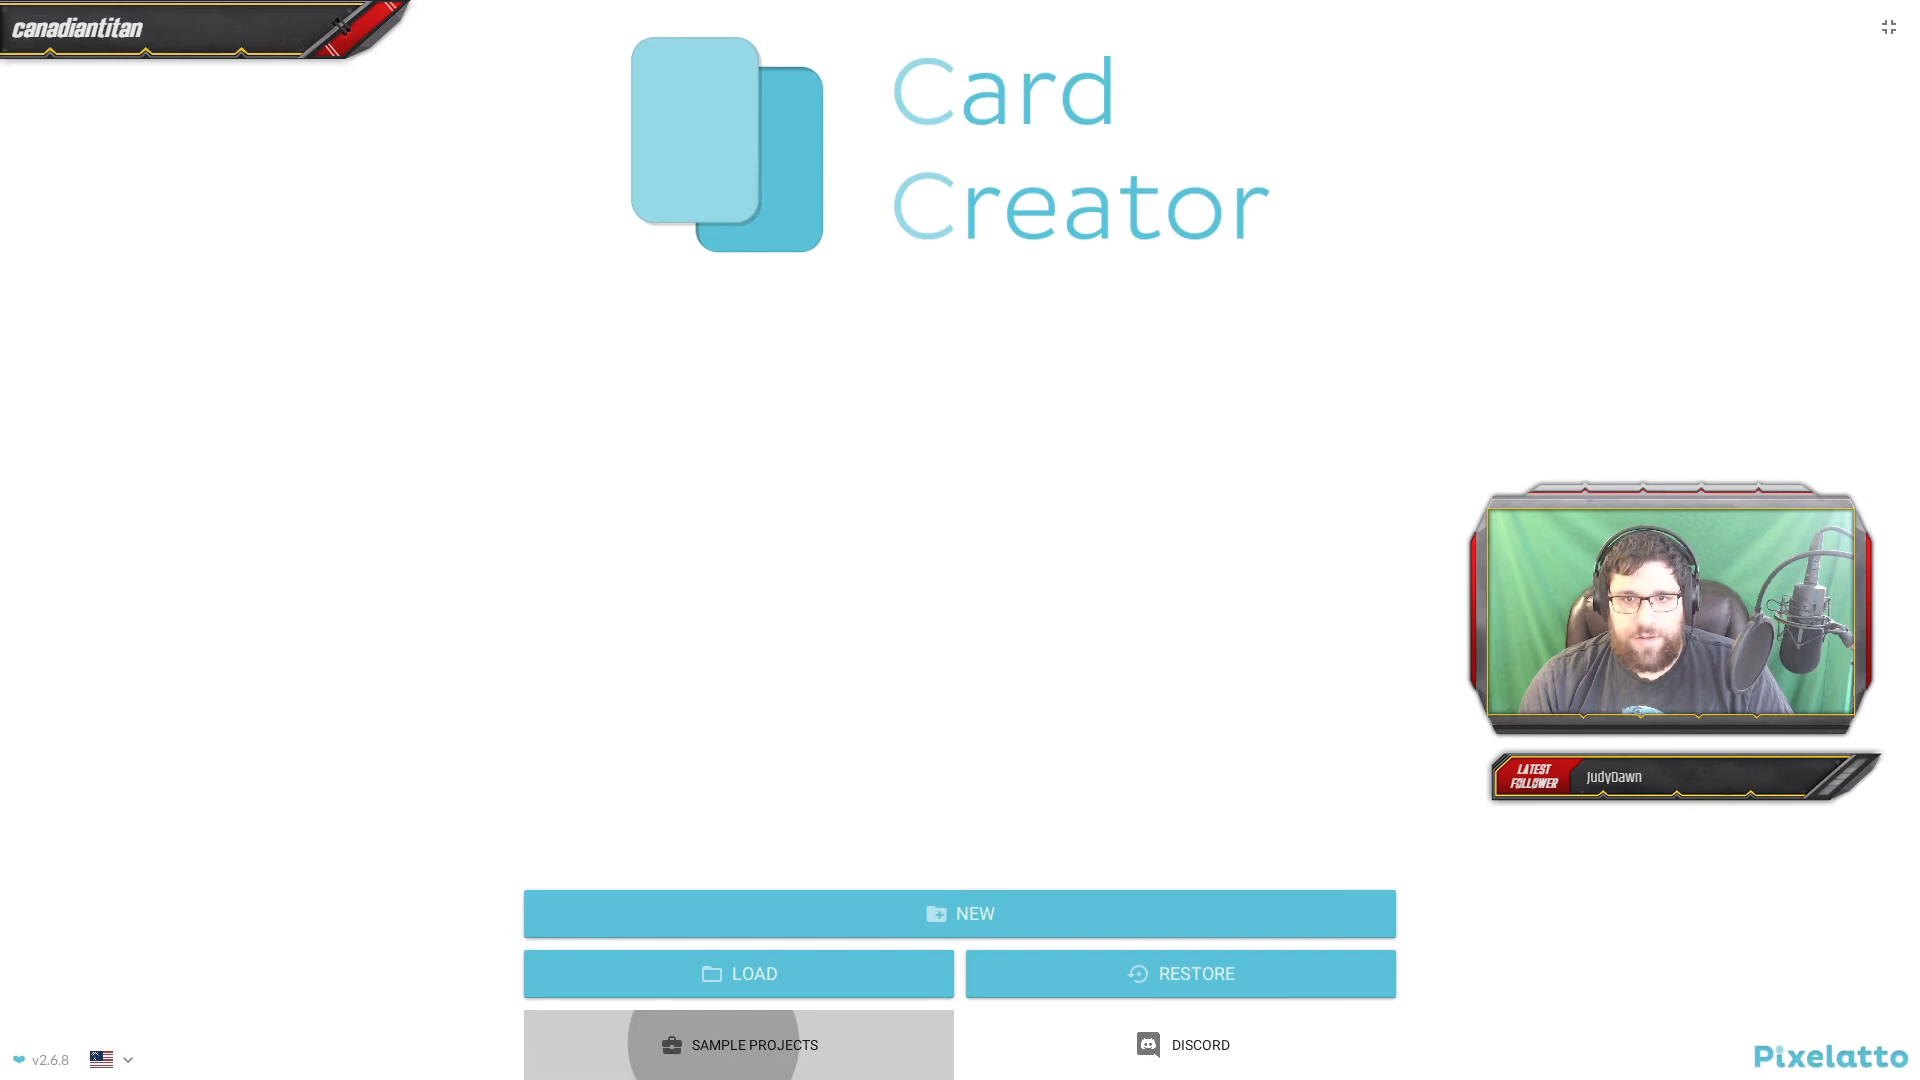 canadiantitan
Card
Creator
LATEST
FOLLOWER
JudyDawn
NEW
LOAD
RESTORE
SAMPLE PROJECTS
DISCORD
v2.6.8
Pixelatto